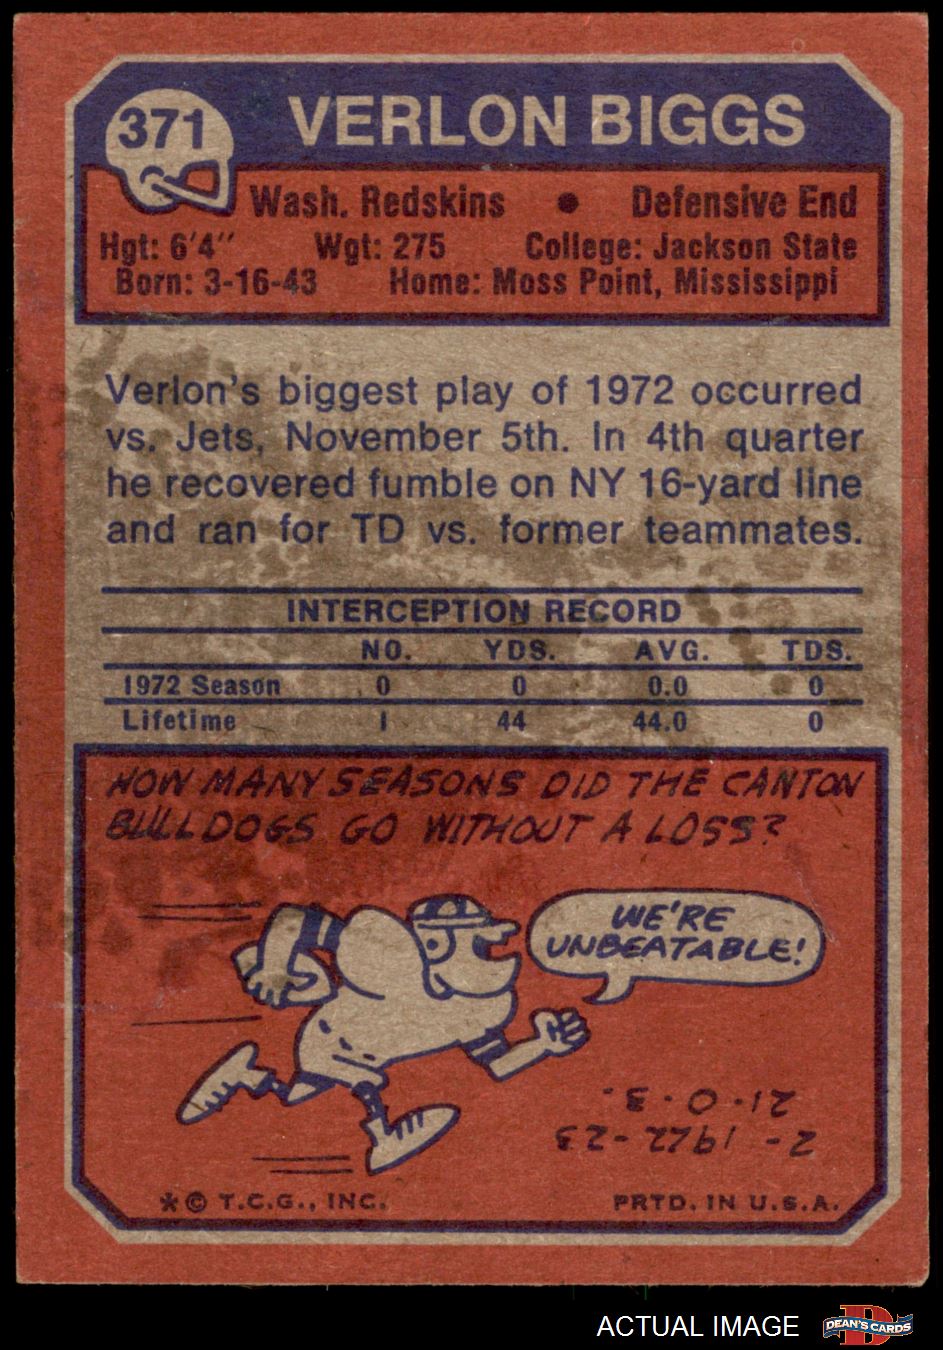 371
VERLON BIGGS
Wash. Redskins • Defensive End
Hgt: 6'4" Wgt: 275 College: Jackson State
Born: 3-16-43 Home: Moss Point, Mississippi
Verlon's biggest play of 1972 occurred
vs. Jets, November 5th. In 4th quarter
he recovered fumble on NY 16-yard line
and ran for TD vs. former teammates.
INTERCEPTION RECORD
NO. YDS. AVG. TDS.
1972 Season 0 0 0.0 0
Lifetime 1 44 44.0 0
HOW MANY SEASONS DID THE CANTON
BULLDOGS GO WITHOUT A LOSS?
WE'RE
UNBEATABLE!
2 - 1922-23
21-0-3.
*© T.C.G., INC. PRTD. IN U.S.A.
ACTUAL IMAGE
D
DEAN'S CARDS